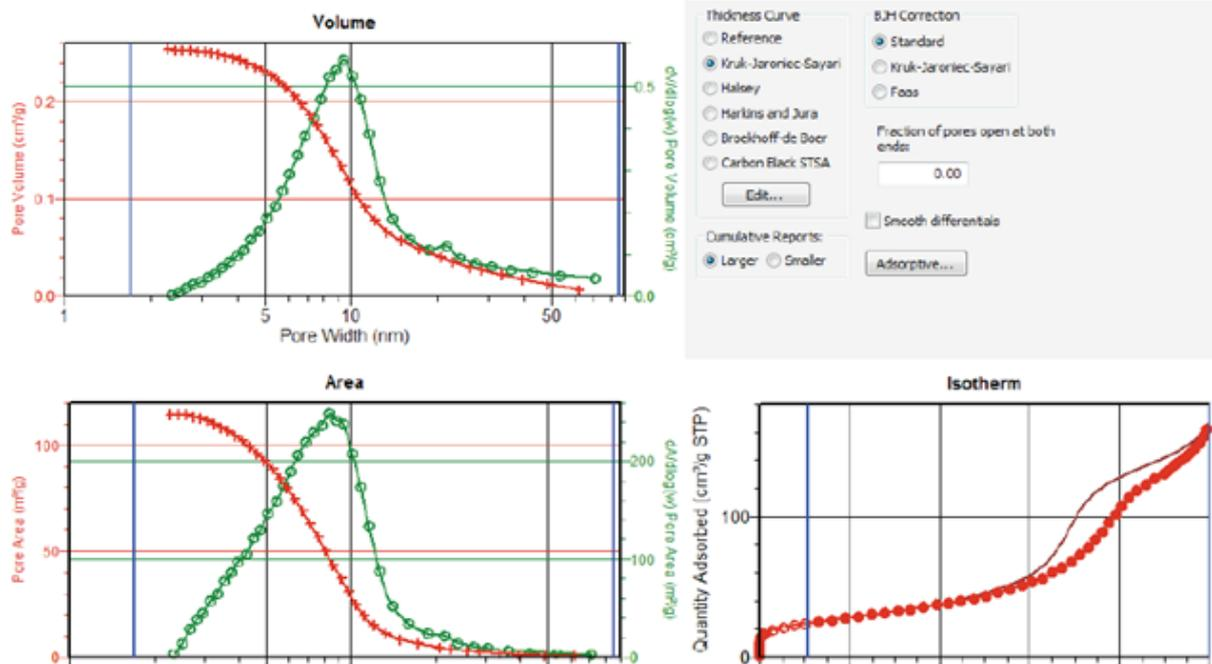 Volume
Pore Volume (cm³/g)
0.2
0.1
0.0
0.5
0.0
dV/dlog(w) Pore Volume (cm³/g)
1
5
10
50
Pore Width (nm)
Thickness Curve
Reference
Kruk-Jaroniec-Sayari
Halsey
Harkins and Jura
Broekhoff-de Boer
Carbon Black STSA
Edit...
Cumulative Reports:
Larger
Smaller
BJH Correction
Standard
Kruk-Jaroniec-Sayari
Faas
Fraction of pores open at both
ends:
0.00
Smooth differentials
Adsorptive...
Area
Pore Area (m²/g)
100
50
0
200
100
0
dA/dlog(w) Pore Area (m²/g)
Isotherm
Quantity Adsorbed (cm³/g STP)
100
0